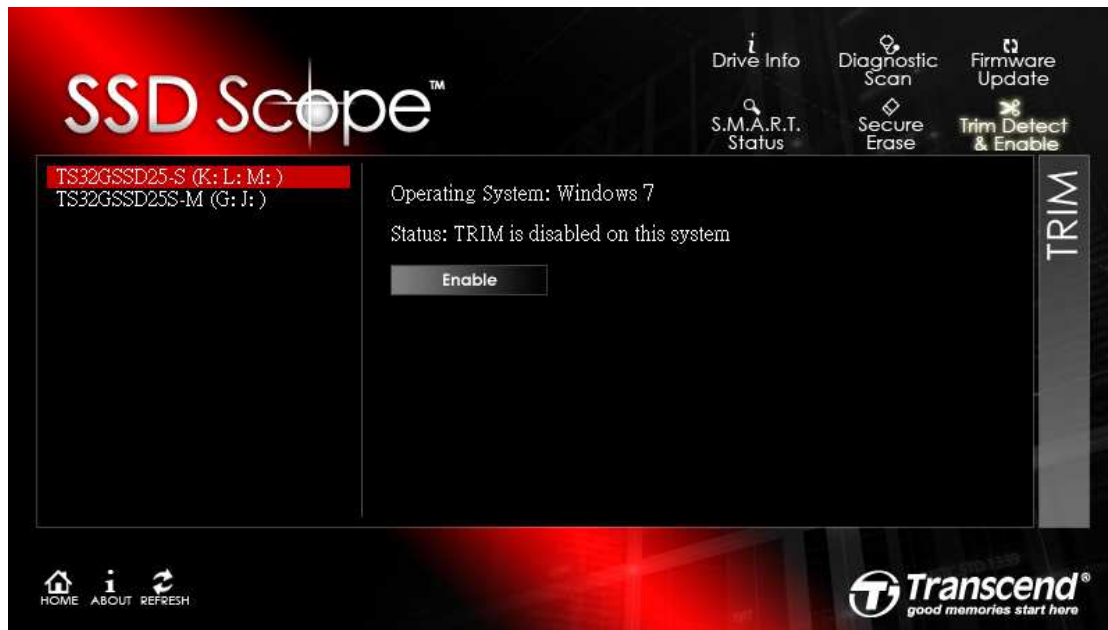 SSD Scope™
Drive Info
Diagnostic
Scan
Firmware
Update
S.M.A.R.T.
Status
Secure
Erase
Trim Detect
& Enable
TS32GSSD25-S (K: L: M: )
TS32GSSD25S-M (G: J: )
Operating System: Windows 7
Status: TRIM is disabled on this system
Enable
TRIM
HOME ABOUT REFRESH
Transcend®
good memories start here